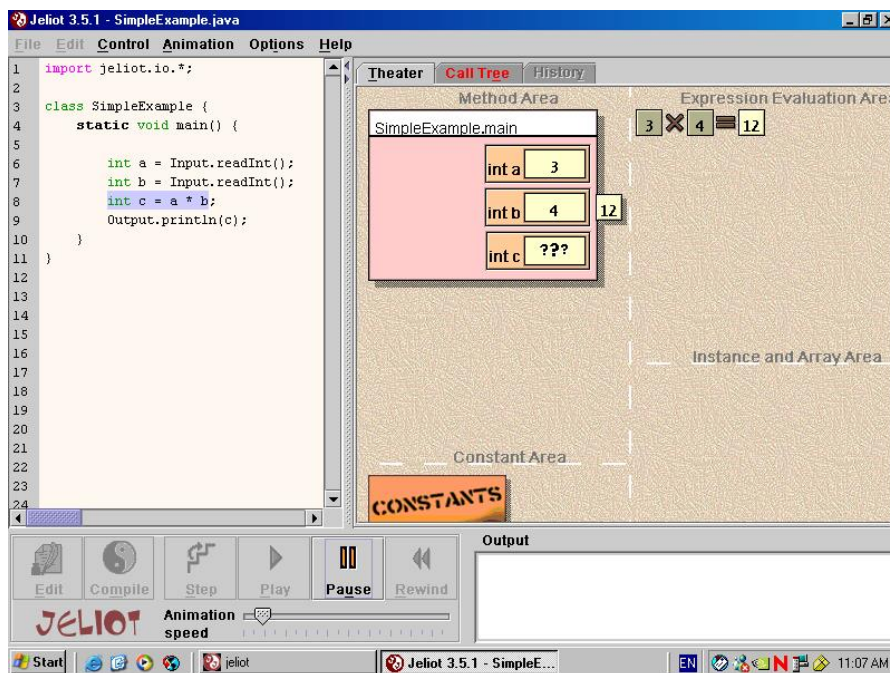 Jeliot 3.5.1 - SimpleExample.java
File Edit Control Animation Options Help
1 import jeliot.io.*;
2
3 class SimpleExample {
4 static void main() {
5
6 int a = Input.readInt();
7 int b = Input.readInt();
8 int c = a * b;
9 Output.println(c);
10 }
11 }
12
13
14
15
16
17
18
19
20
21
22
23
24
Theater Call Tree History
Method Area
SimpleExample.main
int a 3
int b 4
12
int c ???
Expression Evaluation Are
3 × 4 = 12
Instance and Array Area
Constant Area
CONSTANTS
Edit Compile Step Play Pause Rewind
JELIOT
Animation speed
Output
Start jeliot Jeliot 3.5.1 - SimpleE... EN N 11:07 AM